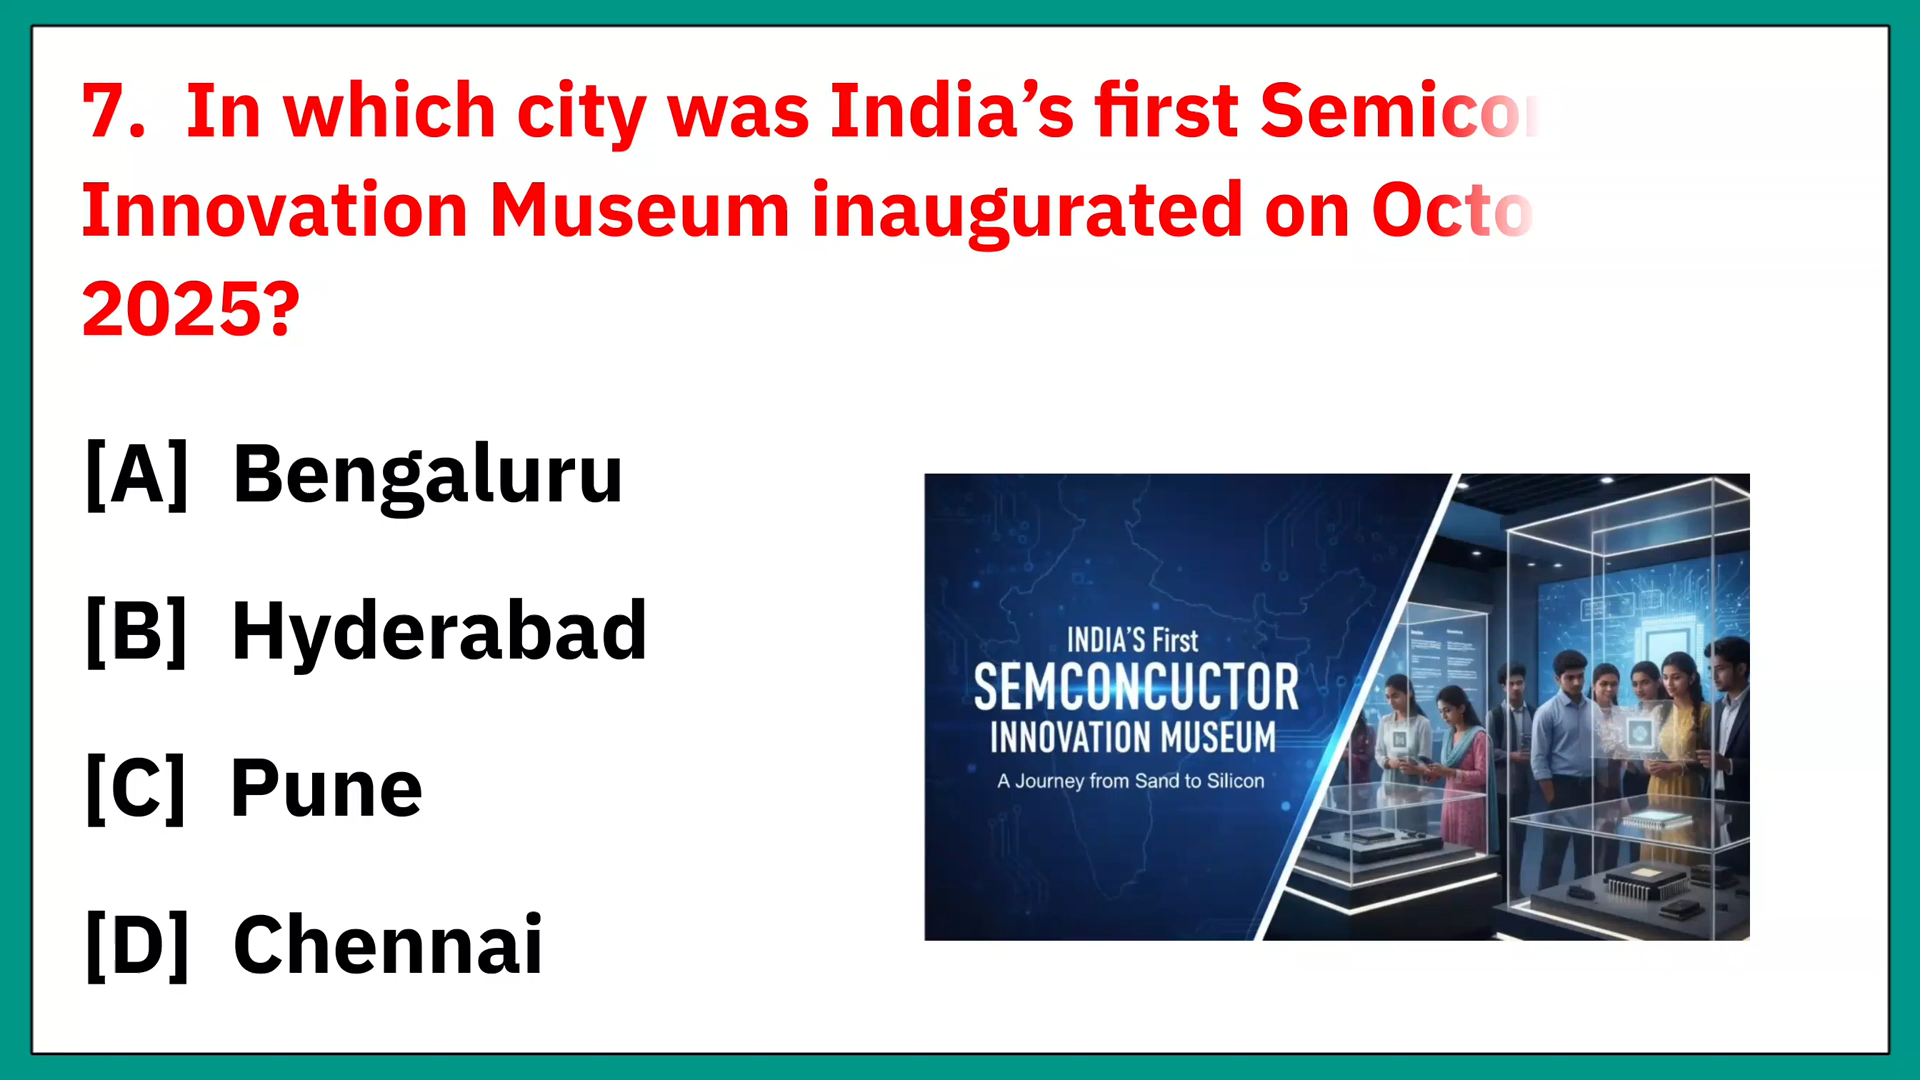 7. In which city was India’s first Semicon
Innovation Museum inaugurated on Octo
2025?
[A] Bengaluru
[B] Hyderabad
[C] Pune
[D] Chennai
INDIA’S First
SEMCONCUCTOR
INNOVATION MUSEUM
A Journey from Sand to Silicon